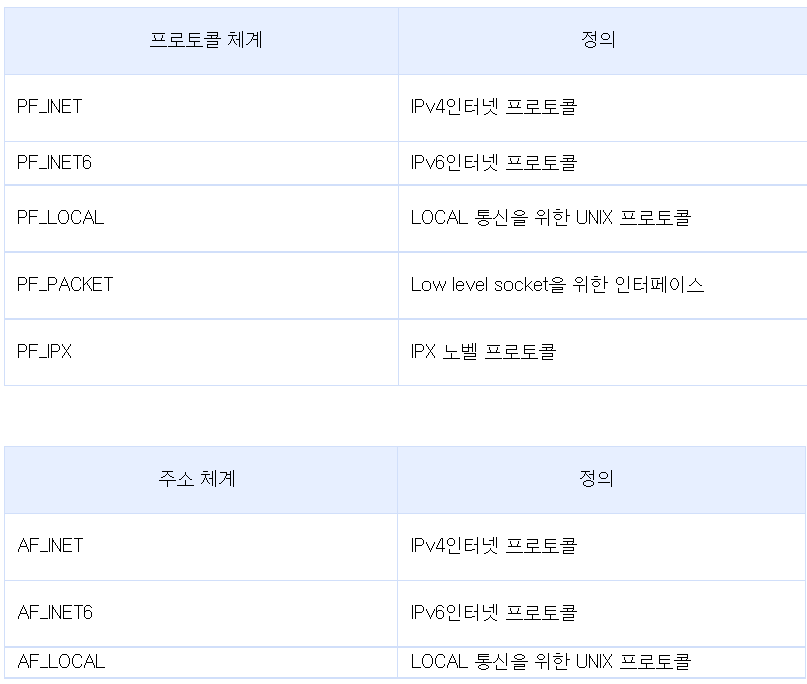 프로토콜 체계 정의
PF_INET IPv4인터넷 프로토콜
PF_INET6 IPv6인터넷 프로토콜
PF_LOCAL LOCAL 통신을 위한 UNIX 프로토콜
PF_PACKET Low level socket을 위한 인터페이스
PF_IPX IPX 노벨 프로토콜
주소 체계 정의
AF_INET IPv4인터넷 프로토콜
AF_INET6 IPv6인터넷 프로토콜
AF_LOCAL LOCAL 통신을 위한 UNIX 프로토콜